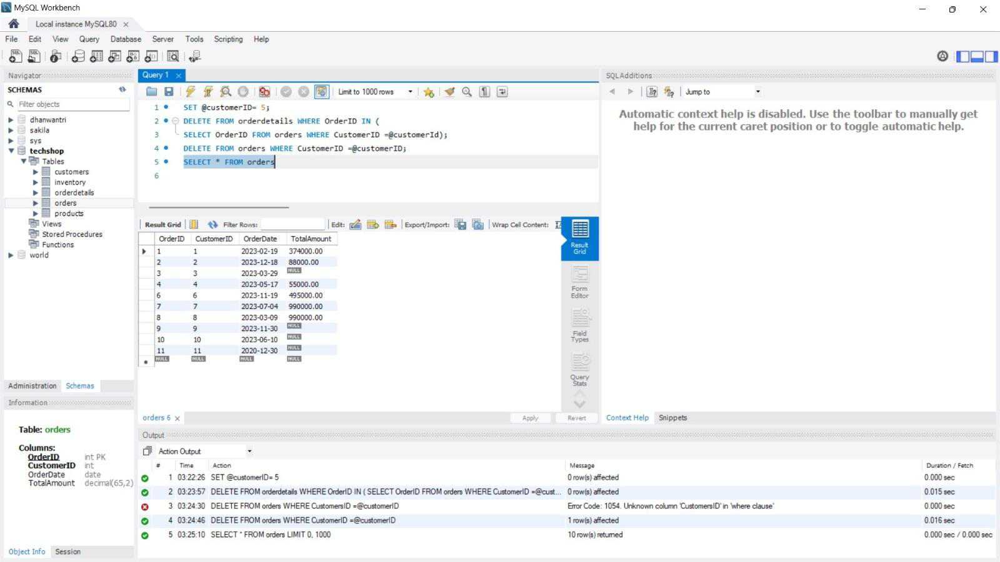 MySQL Workbench
Local instance MySQL80
File Edit View Query Database Server Tools Scripting Help
Navigator
SCHEMAS
Filter objects
dhanwantri
sakila
sys
techshop
Tables
customers
inventory
orderdetails
orders
products
Views
Stored Procedures
Functions
world
Administration Schemas
Information
Table: orders
Columns:
OrderID int PK
CustomerID int
OrderDate date
TotalAmount decimal(65,2)
Object Info Session
Query 1
Limit to 1000 rows
1 SET @customerID= 5;
2 DELETE FROM orderdetails WHERE OrderID IN (
3 SELECT OrderID FROM orders WHERE CustomerID =@customerId);
4 DELETE FROM orders WHERE CustomerID =@customerID;
5 SELECT * FROM orders
6
Result Grid Filter Rows: Edit: Export/Import: Wrap Cell Content:
OrderID CustomerID OrderDate TotalAmount
1 1 2023-02-19 374000.00
2 2 2023-12-18 88000.00
3 3 2023-03-29 NULL
4 4 2023-05-17 55000.00
6 6 2023-11-19 495000.00
7 7 2023-07-04 990000.00
8 8 2023-03-09 990000.00
9 9 2023-11-30 NULL
10 10 2023-06-10 NULL
11 11 2020-12-30 NULL
NULL NULL NULL NULL
Result
Grid
Form
Editor
Field
Types
Query
Stats
orders 6 Apply Revert
SQLAdditions
Jump to
Automatic context help is disabled. Use the toolbar to manually get
help for the current caret position or to toggle automatic help.
Context Help Snippets
Output
Action Output
# Time Action Message Duration / Fetch
1 03:22:26 SET @customerID= 5 0 row(s) affected 0.000 sec
2 03:23:57 DELETE FROM orderdetails WHERE OrderID IN ( SELECT OrderID FROM orders WHERE CustomerID =@cust... 0 row(s) affected 0.015 sec
3 03:24:30 DELETE FROM orders WHERE CustomersID =@customerID Error Code: 1054. Unknown column 'CustomersID' in 'where clause' 0.000 sec
4 03:24:46 DELETE FROM orders WHERE CustomerID =@customerID 1 row(s) affected 0.016 sec
5 03:25:10 SELECT * FROM orders LIMIT 0, 1000 10 row(s) returned 0.000 sec / 0.000 sec